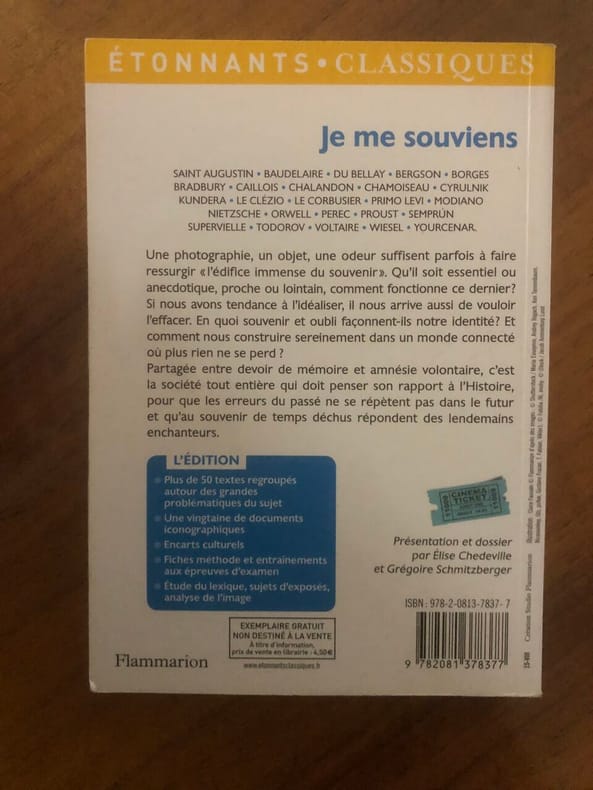 ÉTONNANTS • CLASSIQUES
Je me souviens
SAINT AUGUSTIN • BAUDELAIRE • DU BELLAY • BERGSON • BORGES
BRADBURY • CAILLOIS • CHALANDON • CHAMOISEAU • CYRULNIK
KUNDERA • LE CLÉZIO • LE CORBUSIER • PRIMO LEVI • MODIANO
NIETZSCHE • ORWELL • PEREC • PROUST • SEMPRÚN
SUPERVIELLE • TODOROV • VOLTAIRE • WIESEL • YOURCENAR.
Une photographie, un objet, une odeur suffisent parfois à faire
ressurgir «l'édifice immense du souvenir». Qu'il soit essentiel ou
anecdotique, proche ou lointain, comment fonctionne ce dernier?
Si nous avons tendance à l'idéaliser, il nous arrive aussi de vouloir
l'effacer. En quoi souvenir et oubli façonnent-ils notre identité? Et
comment nous construire sereinement dans un monde connecté
où plus rien ne se perd ?
Partagée entre devoir de mémoire et amnésie volontaire, c'est
la société tout entière qui doit penser son rapport à l'Histoire,
pour que les erreurs du passé ne se répètent pas dans le futur
et qu'au souvenir de temps déchus répondent des lendemains
enchanteurs.
L'ÉDITION
• Plus de 50 textes regroupés
autour des grandes
problématiques du sujet
• Une vingtaine de documents
iconographiques
• Encarts culturels
• Fiches méthode et entraînements
aux épreuves d'examen
• Étude du lexique, sujets d'exposés,
analyse de l'image
CINEMA
TICKET
Présentation et dossier
par Élise Chedeville
et Grégoire Schmitzberger
ISBN : 978-2-0813-7837-7
9 782081 378377
EXEMPLAIRE GRATUIT
NON DESTINÉ À LA VENTE
À titre d'information,
prix de vente en librairie : 4,50€
www.etonnantsclassiques.fr
Flammarion
Création Studio Flammarion